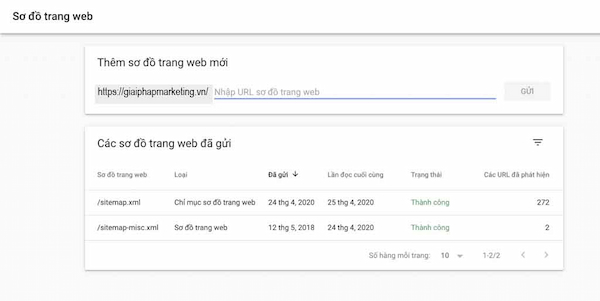 Sơ đồ trang web
Thêm sơ đồ trang web mới
https://giaiphapmarketing.vn/ Nhập URL sơ đồ trang web GỬI
Các sơ đồ trang web đã gửi
Sơ đồ trang web Loại Đã gửi ↓ Lần đọc cuối cùng Trạng thái Các URL đã phát hiện
/sitemap.xml Chỉ mục sơ đồ trang web 24 thg 4, 2020 25 thg 4, 2020 Thành công 272
/sitemap-misc.xml Sơ đồ trang web 12 thg 5, 2018 24 thg 4, 2020 Thành công 2
Số hàng mỗi trang: 10 1-2/2